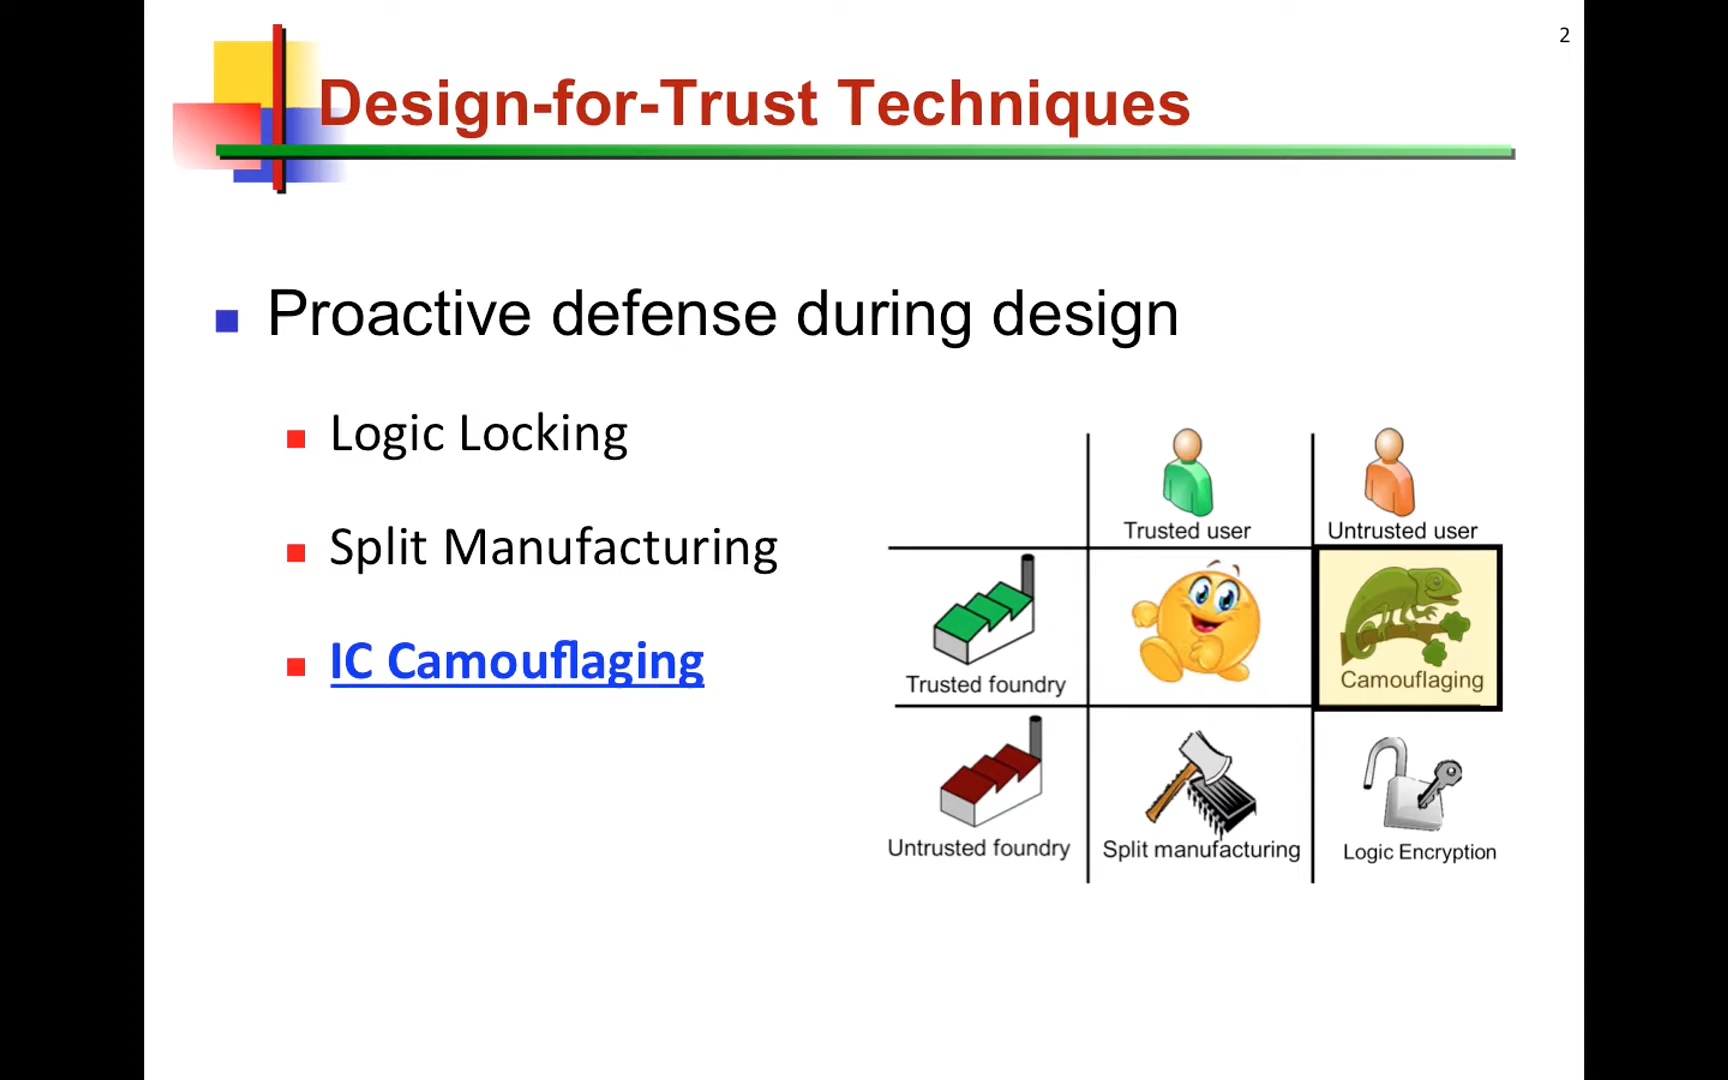 2
Design-for-Trust Techniques
Proactive defense during design
Logic Locking
Split Manufacturing
IC Camouflaging
Trusted user
Untrusted user
Trusted foundry
Camouflaging
Untrusted foundry
Split manufacturing
Logic Encryption